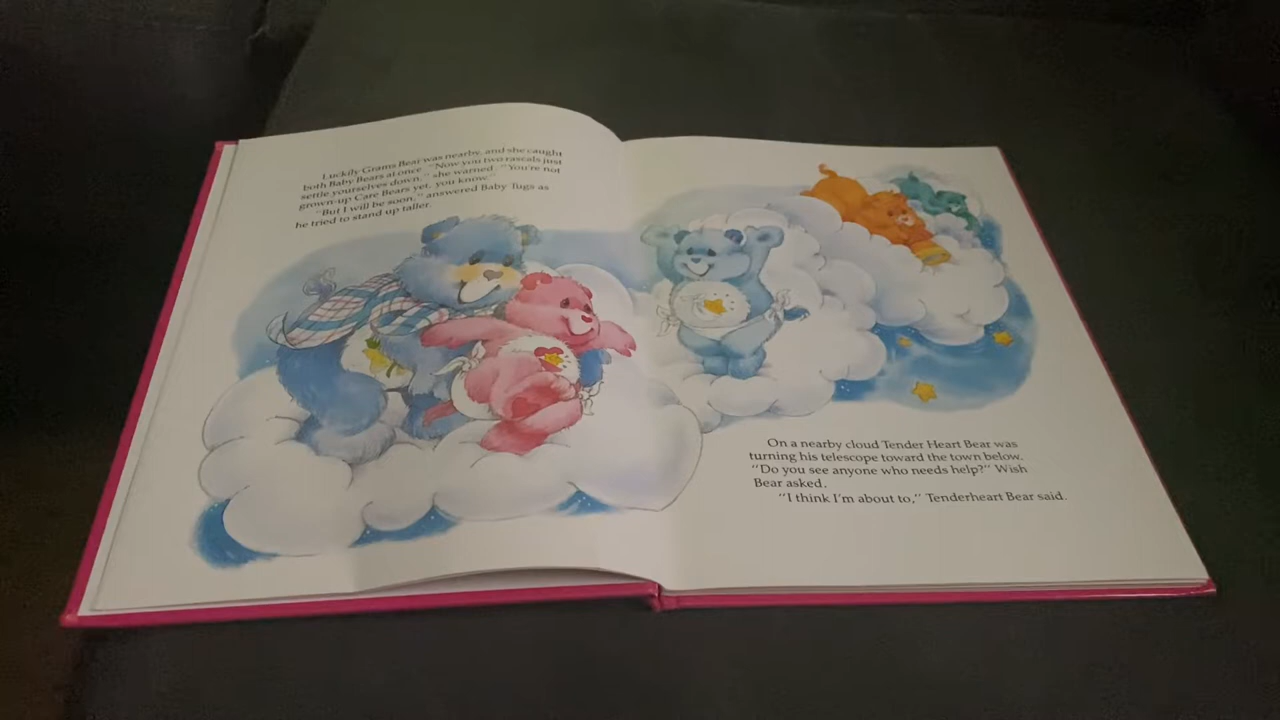 Luckily Grams Bear was nearby, and she caught
both Baby Bears at once. "Now you two rascals just
settle yourselves down," she warned. "You're not
grown-up Care Bears yet, you know."
"But I will be soon," answered Baby Tugs as
he tried to stand up taller.
On a nearby cloud Tender Heart Bear was
turning his telescope toward the town below.
"Do you see anyone who needs help?" Wish
Bear asked.
"I think I'm about to," Tenderheart Bear said.